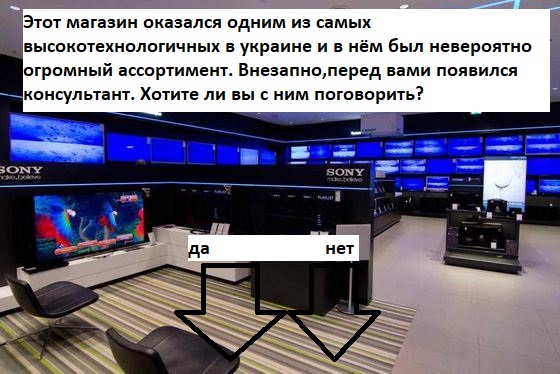 Этот магазин оказался одним из самых
высокотехнологичных в украине и в нём был невероятно
огромный ассортимент. Внезапно,перед вами появился
консультант. Хотите ли вы с ним поговорить?
SONY
make.believe
SONY
make.believe
PLAYLIST
да нет